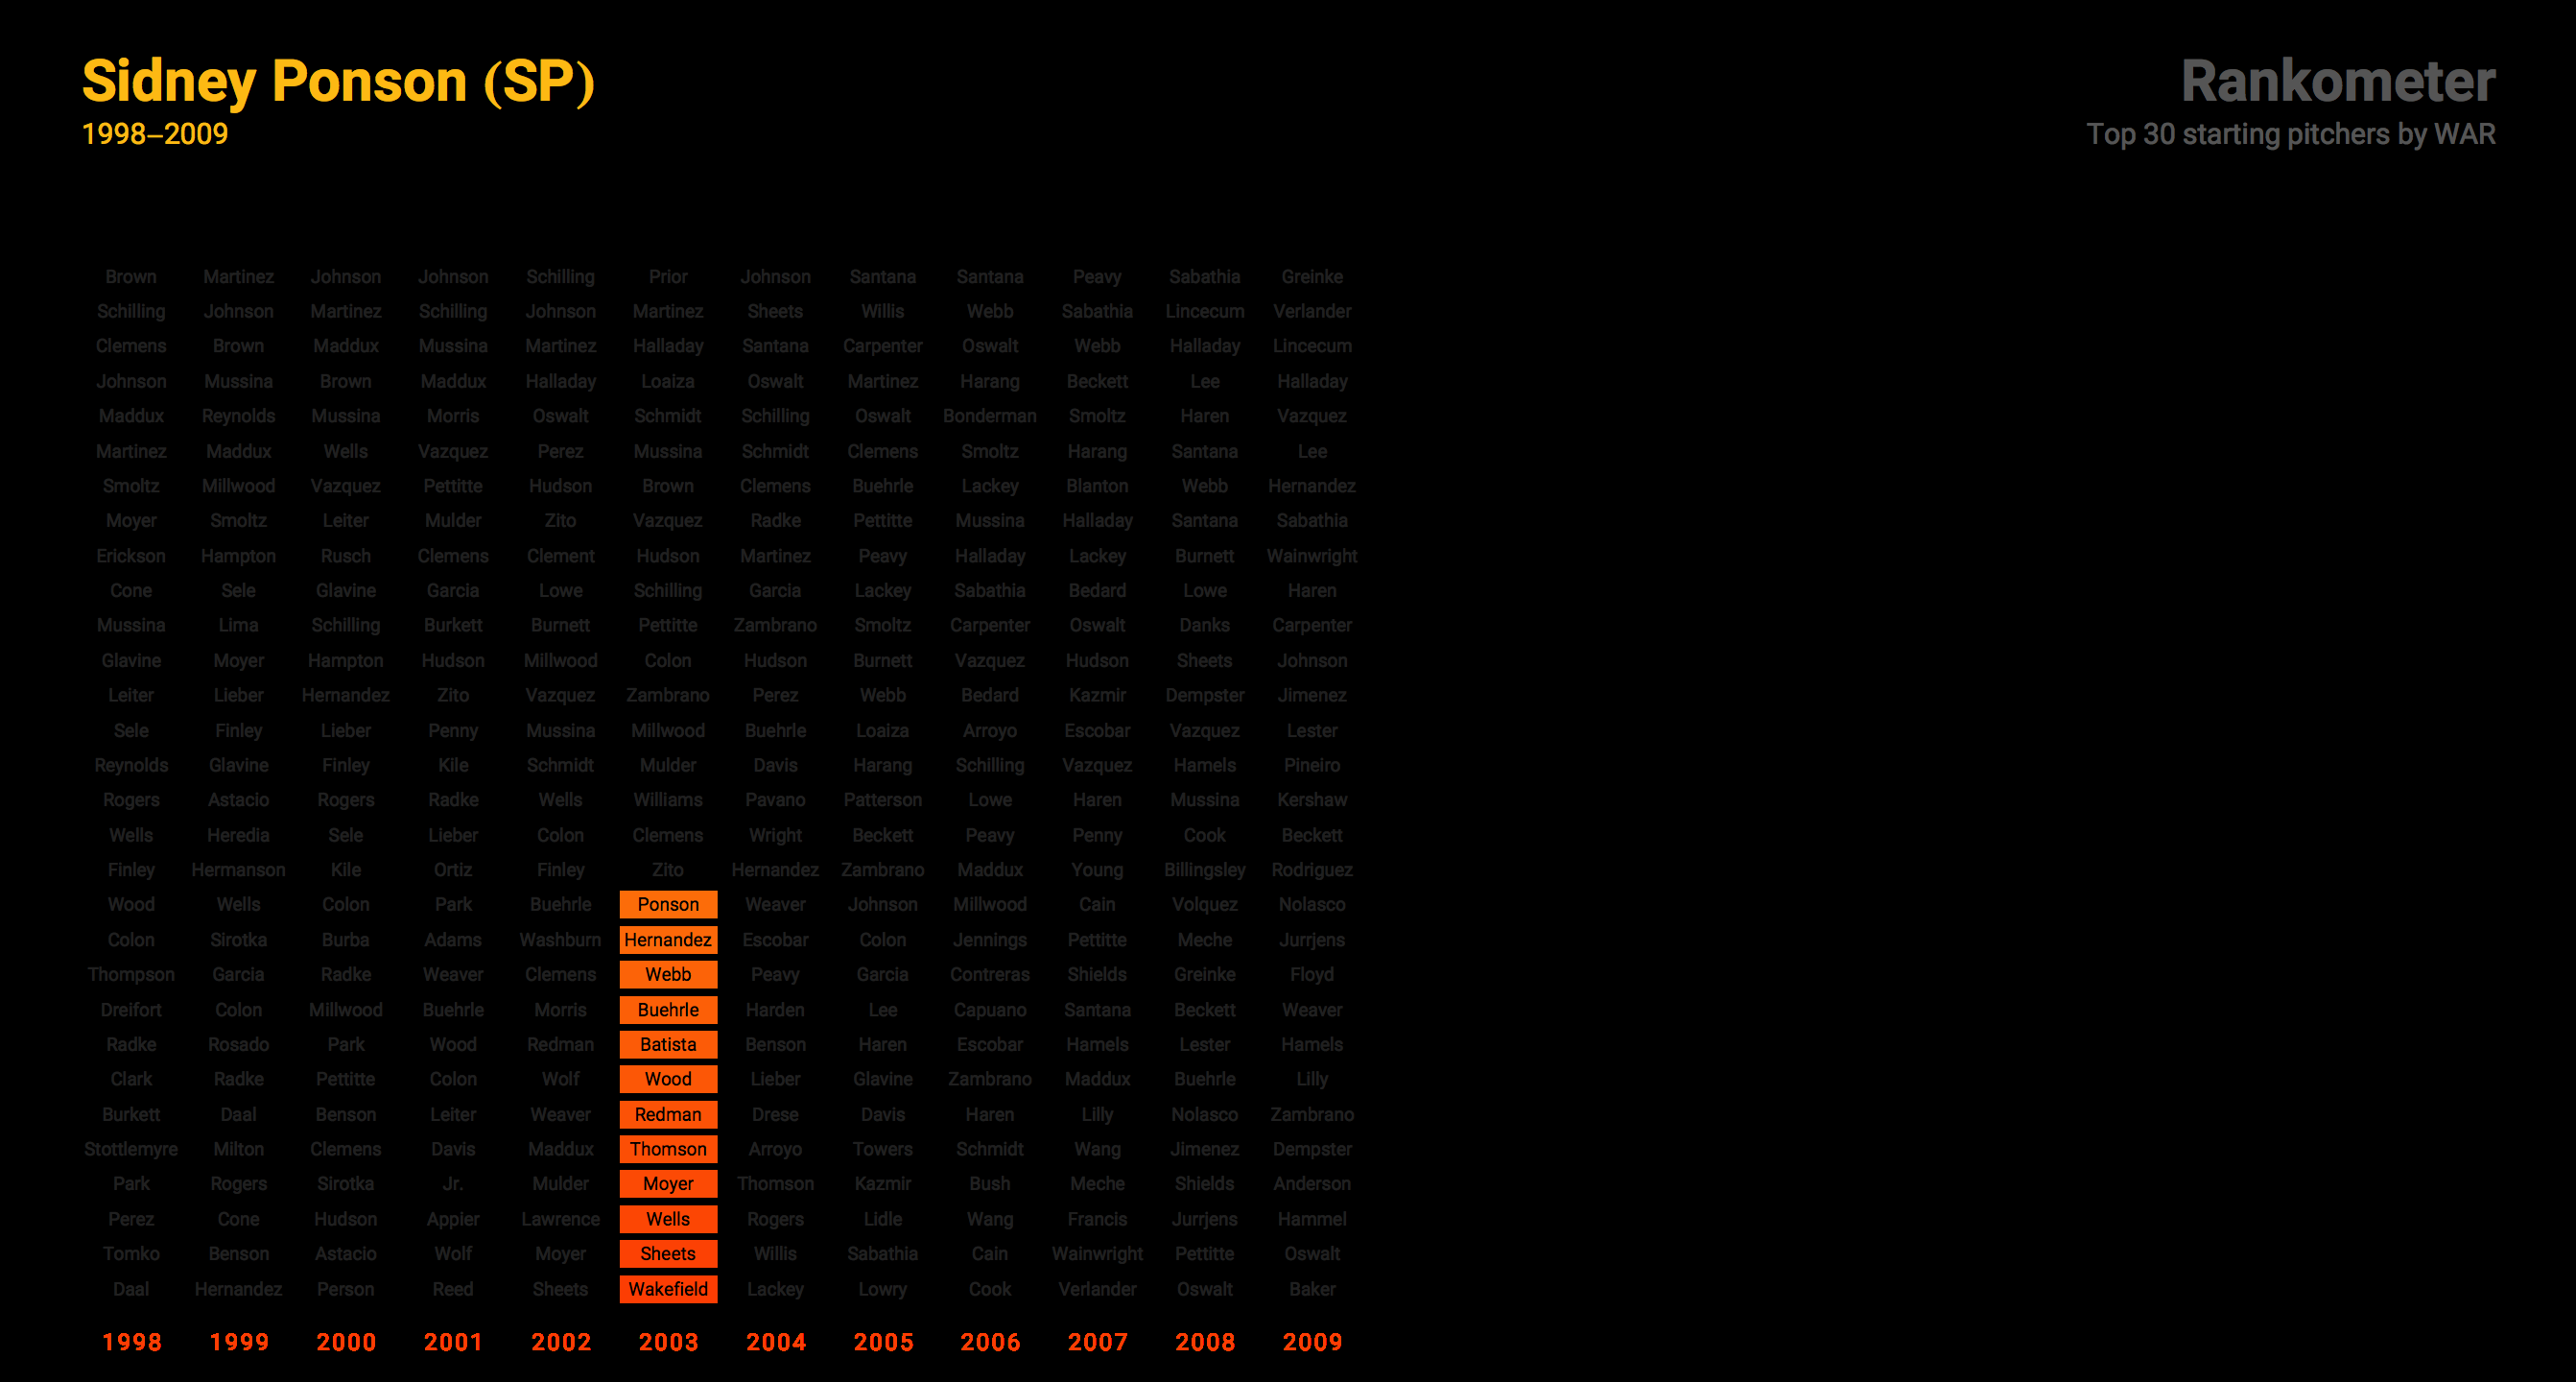 Sidney Ponson (SP)
1998–2009
Rankometer
Top 30 starting pitchers by WAR
Brown Martinez Johnson Johnson Schilling Prior Johnson Santana Santana Peavy Sabathia Greinke
Schilling Johnson Martinez Schilling Johnson Martinez Sheets Willis Webb Sabathia Lincecum Verlander
Clemens Brown Maddux Mussina Martinez Halladay Santana Carpenter Oswalt Webb Halladay Lincecum
Johnson Mussina Brown Maddux Halladay Loaiza Oswalt Martinez Harang Beckett Lee Halladay
Maddux Reynolds Mussina Morris Oswalt Schmidt Schilling Oswalt Bonderman Smoltz Haren Vazquez
Martinez Maddux Wells Vazquez Perez Mussina Schmidt Clemens Smoltz Harang Santana Lee
Smoltz Millwood Vazquez Pettitte Hudson Brown Clemens Buehrle Lackey Blanton Webb Hernandez
Moyer Smoltz Leiter Mulder Zito Vazquez Radke Pettitte Mussina Halladay Santana Sabathia
Erickson Hampton Rusch Clemens Clement Hudson Martinez Peavy Halladay Lackey Burnett Wainwright
Cone Sele Glavine Garcia Lowe Schilling Garcia Lackey Sabathia Bedard Lowe Haren
Mussina Lima Schilling Burkett Burnett Pettitte Zambrano Smoltz Carpenter Oswalt Danks Carpenter
Glavine Moyer Hampton Hudson Millwood Colon Hudson Burnett Vazquez Hudson Sheets Johnson
Leiter Lieber Hernandez Zito Vazquez Zambrano Perez Webb Bedard Kazmir Dempster Jimenez
Sele Finley Lieber Penny Mussina Millwood Buehrle Loaiza Arroyo Escobar Vazquez Lester
Reynolds Glavine Finley Kile Schmidt Mulder Davis Harang Schilling Vazquez Hamels Pineiro
Rogers Astacio Rogers Radke Wells Williams Pavano Patterson Lowe Haren Mussina Kershaw
Wells Heredia Sele Lieber Colon Clemens Wright Beckett Peavy Penny Cook Beckett
Finley Hermanson Kile Ortiz Finley Zito Hernandez Zambrano Maddux Young Billingsley Rodriguez
Wood Wells Colon Park Buehrle Ponson Weaver Johnson Millwood Cain Volquez Nolasco
Colon Sirotka Burba Adams Washburn Hernandez Escobar Colon Jennings Pettitte Meche Jurrjens
Thompson Garcia Radke Weaver Clemens Webb Peavy Garcia Contreras Shields Greinke Floyd
Dreifort Colon Millwood Buehrle Morris Buehrle Harden Lee Capuano Santana Beckett Weaver
Radke Rosado Park Wood Redman Batista Benson Haren Escobar Hamels Lester Hamels
Clark Radke Pettitte Colon Wolf Wood Lieber Glavine Zambrano Maddux Buehrle Lilly
Burkett Daal Benson Leiter Weaver Redman Drese Davis Haren Lilly Nolasco Zambrano
Stottlemyre Milton Clemens Davis Maddux Thomson Arroyo Towers Schmidt Wang Jimenez Dempster
Park Rogers Sirotka Jr. Mulder Moyer Thomson Kazmir Bush Meche Shields Anderson
Perez Cone Hudson Appier Lawrence Wells Rogers Lidle Wang Francis Jurrjens Hammel
Tomko Benson Astacio Wolf Moyer Sheets Willis Sabathia Cain Wainwright Pettitte Oswalt
Daal Hernandez Person Reed Sheets Wakefield Lackey Lowry Cook Verlander Oswalt Baker
1998 1999 2000 2001 2002 2003 2004 2005 2006 2007 2008 2009